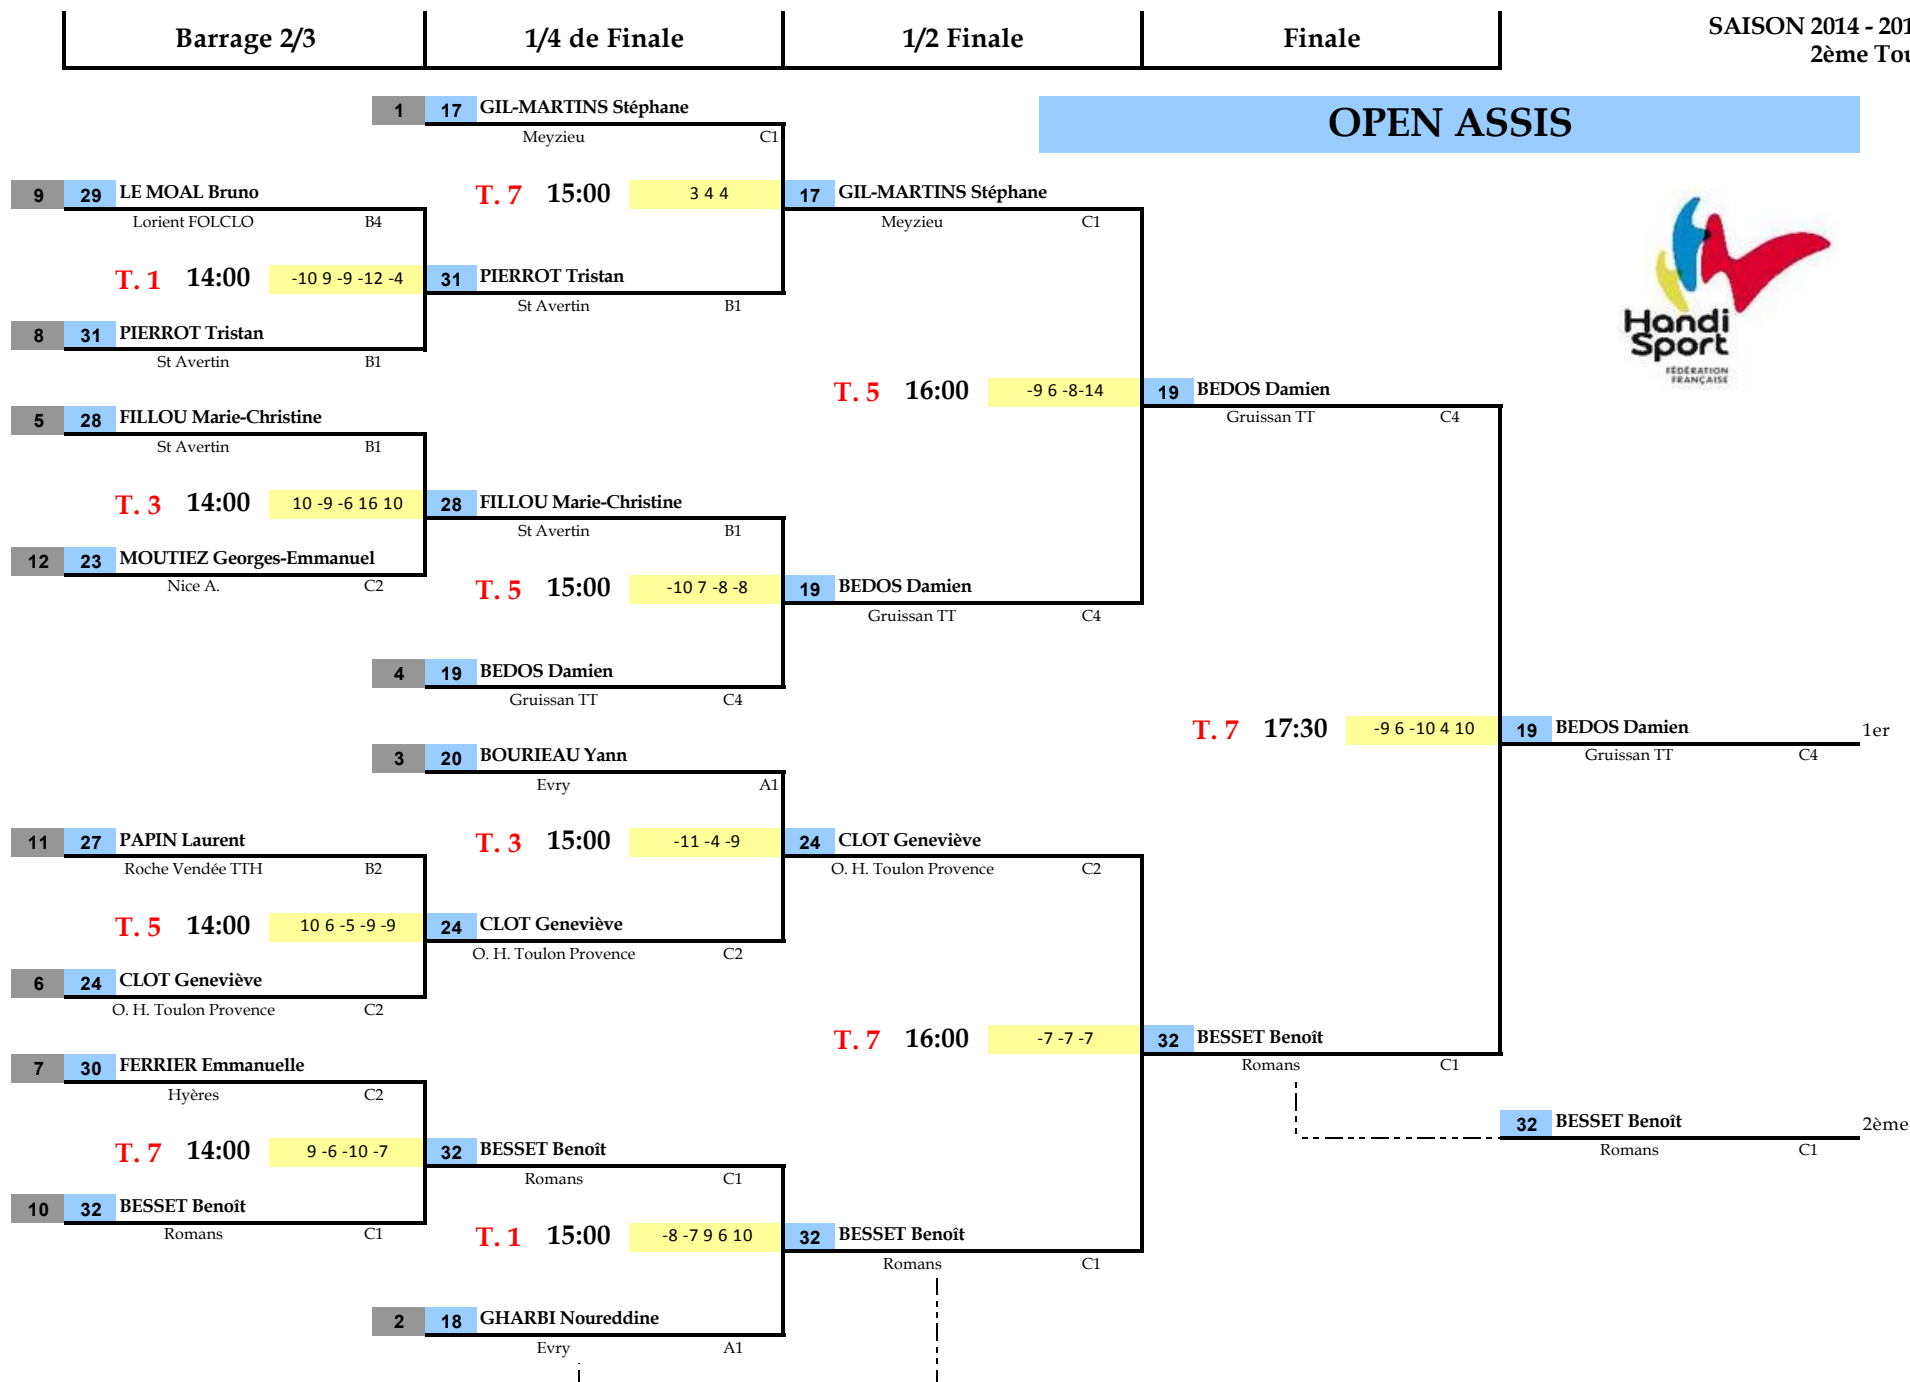 Barrage 2/3 1/4 de Finale 1/2 Finale Finale
SAISON 2014 - 201
2ème Tou
OPEN ASSIS
1 17 GIL-MARTINS Stéphane
Meyzieu C1
9 29 LE MOAL Bruno T. 7 15:00 3 4 4 17 GIL-MARTINS Stéphane
Lorient FOLCLO B4 Meyzieu C1
T. 1 14:00 -10 9 -9 -12 -4 31 PIERROT Tristan
St Avertin B1
8 31 PIERROT Tristan
St Avertin B1
Handi
Sport
FÉDÉRATION
FRANÇAISE
T. 5 16:00 -9 6 -8-14 19 BEDOS Damien
Gruissan TT C4
5 28 FILLOU Marie-Christine
St Avertin B1
T. 3 14:00 10 -9 -6 16 10 28 FILLOU Marie-Christine
St Avertin B1
12 23 MOUTIEZ Georges-Emmanuel
Nice A. C2
T. 5 15:00 -10 7 -8 -8 19 BEDOS Damien
Gruissan TT C4
4 19 BEDOS Damien
Gruissan TT C4
T. 7 17:30 -9 6 -10 4 10 19 BEDOS Damien 1er
Gruissan TT C4
3 20 BOURIEAU Yann
Evry A1
11 27 PAPIN Laurent T. 3 15:00 -11 -4 -9 24 CLOT Geneviève
Roche Vendée TTH B2 O. H. Toulon Provence C2
T. 5 14:00 10 6 -5 -9 -9 24 CLOT Geneviève
O. H. Toulon Provence C2
6 24 CLOT Geneviève
O. H. Toulon Provence C2
T. 7 16:00 -7 -7 -7 32 BESSET Benoît
Romans C1
7 30 FERRIER Emmanuelle
Hyères C2
32 BESSET Benoît 2ème
Romans C1
T. 7 14:00 9 -6 -10 -7 32 BESSET Benoît
Romans C1
10 32 BESSET Benoît
Romans C1
T. 1 15:00 -8 -7 9 6 10 32 BESSET Benoît
Romans C1
2 18 GHARBI Noureddine
Evry A1